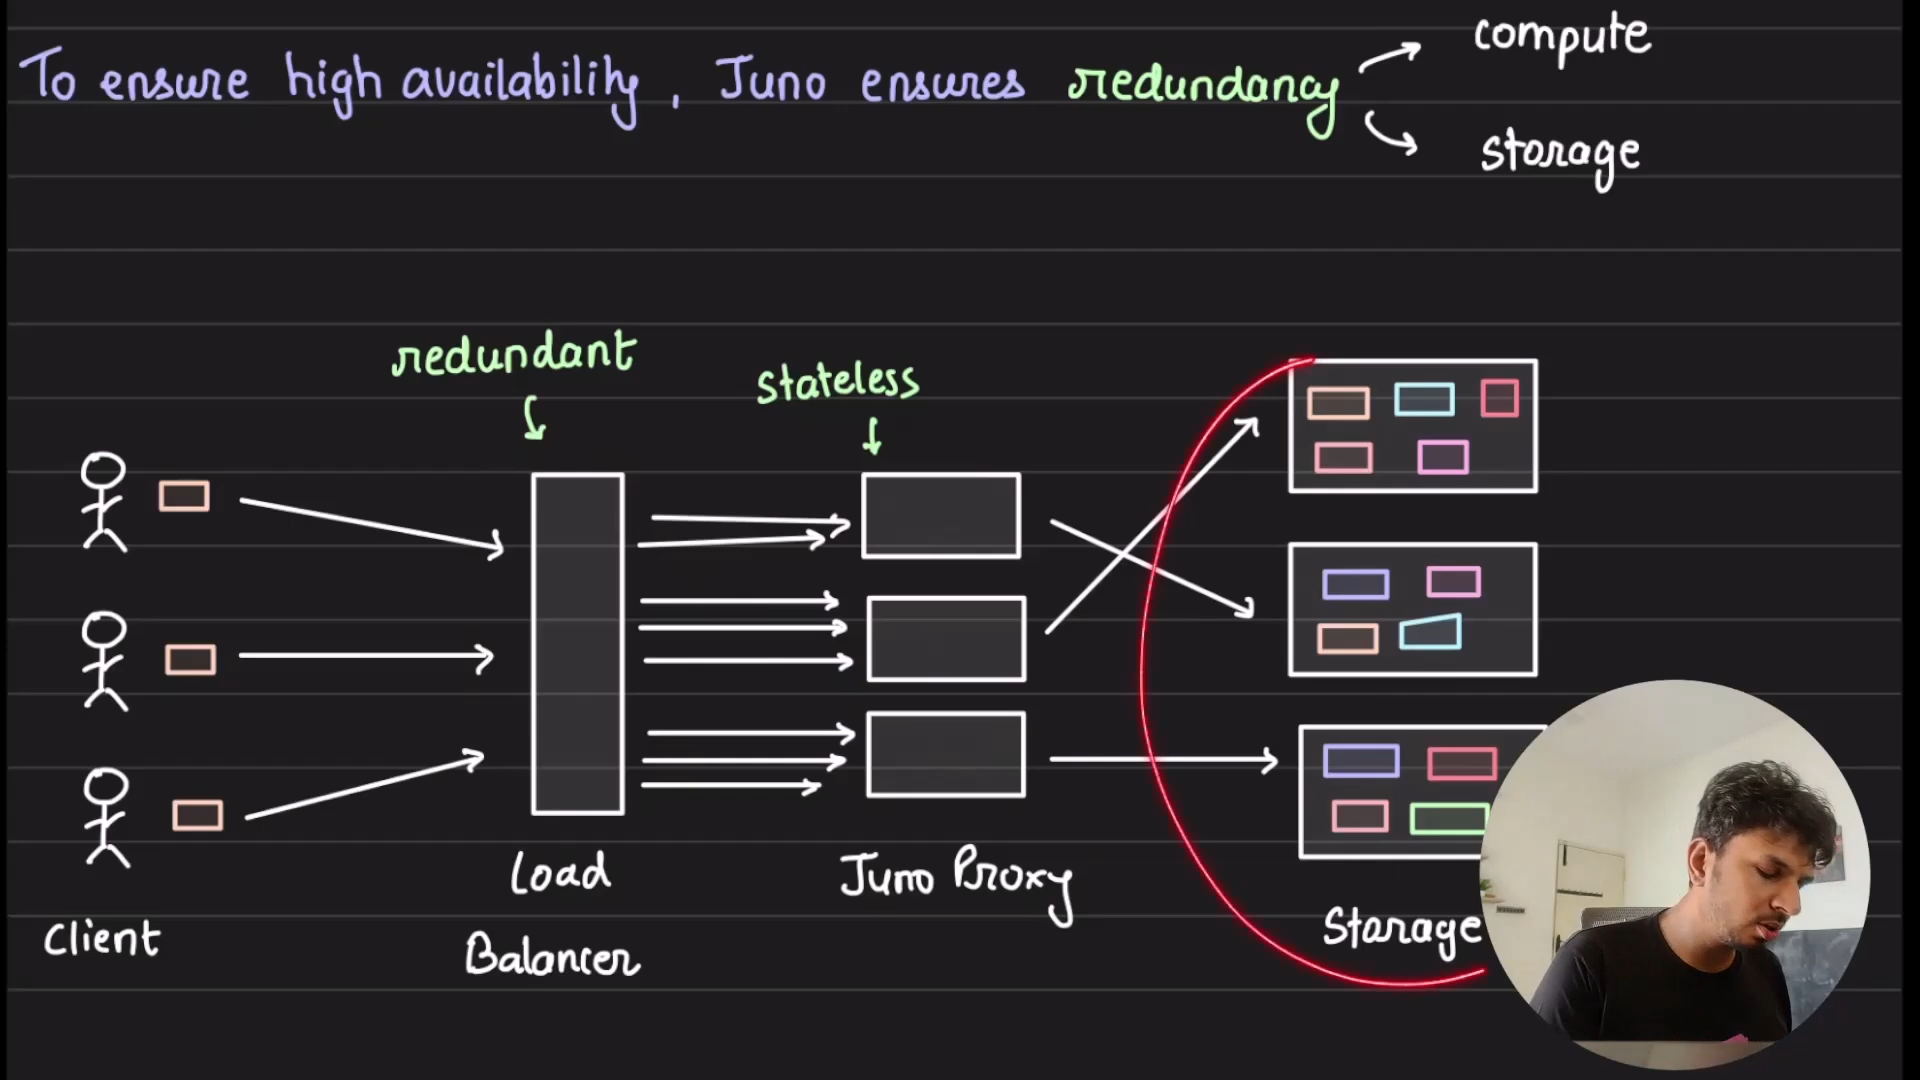 compute
To ensure high availability, Juno ensures redundancy
storage
redundant
stateless
Load
Balancer
Juno Proxy
Client
Storage